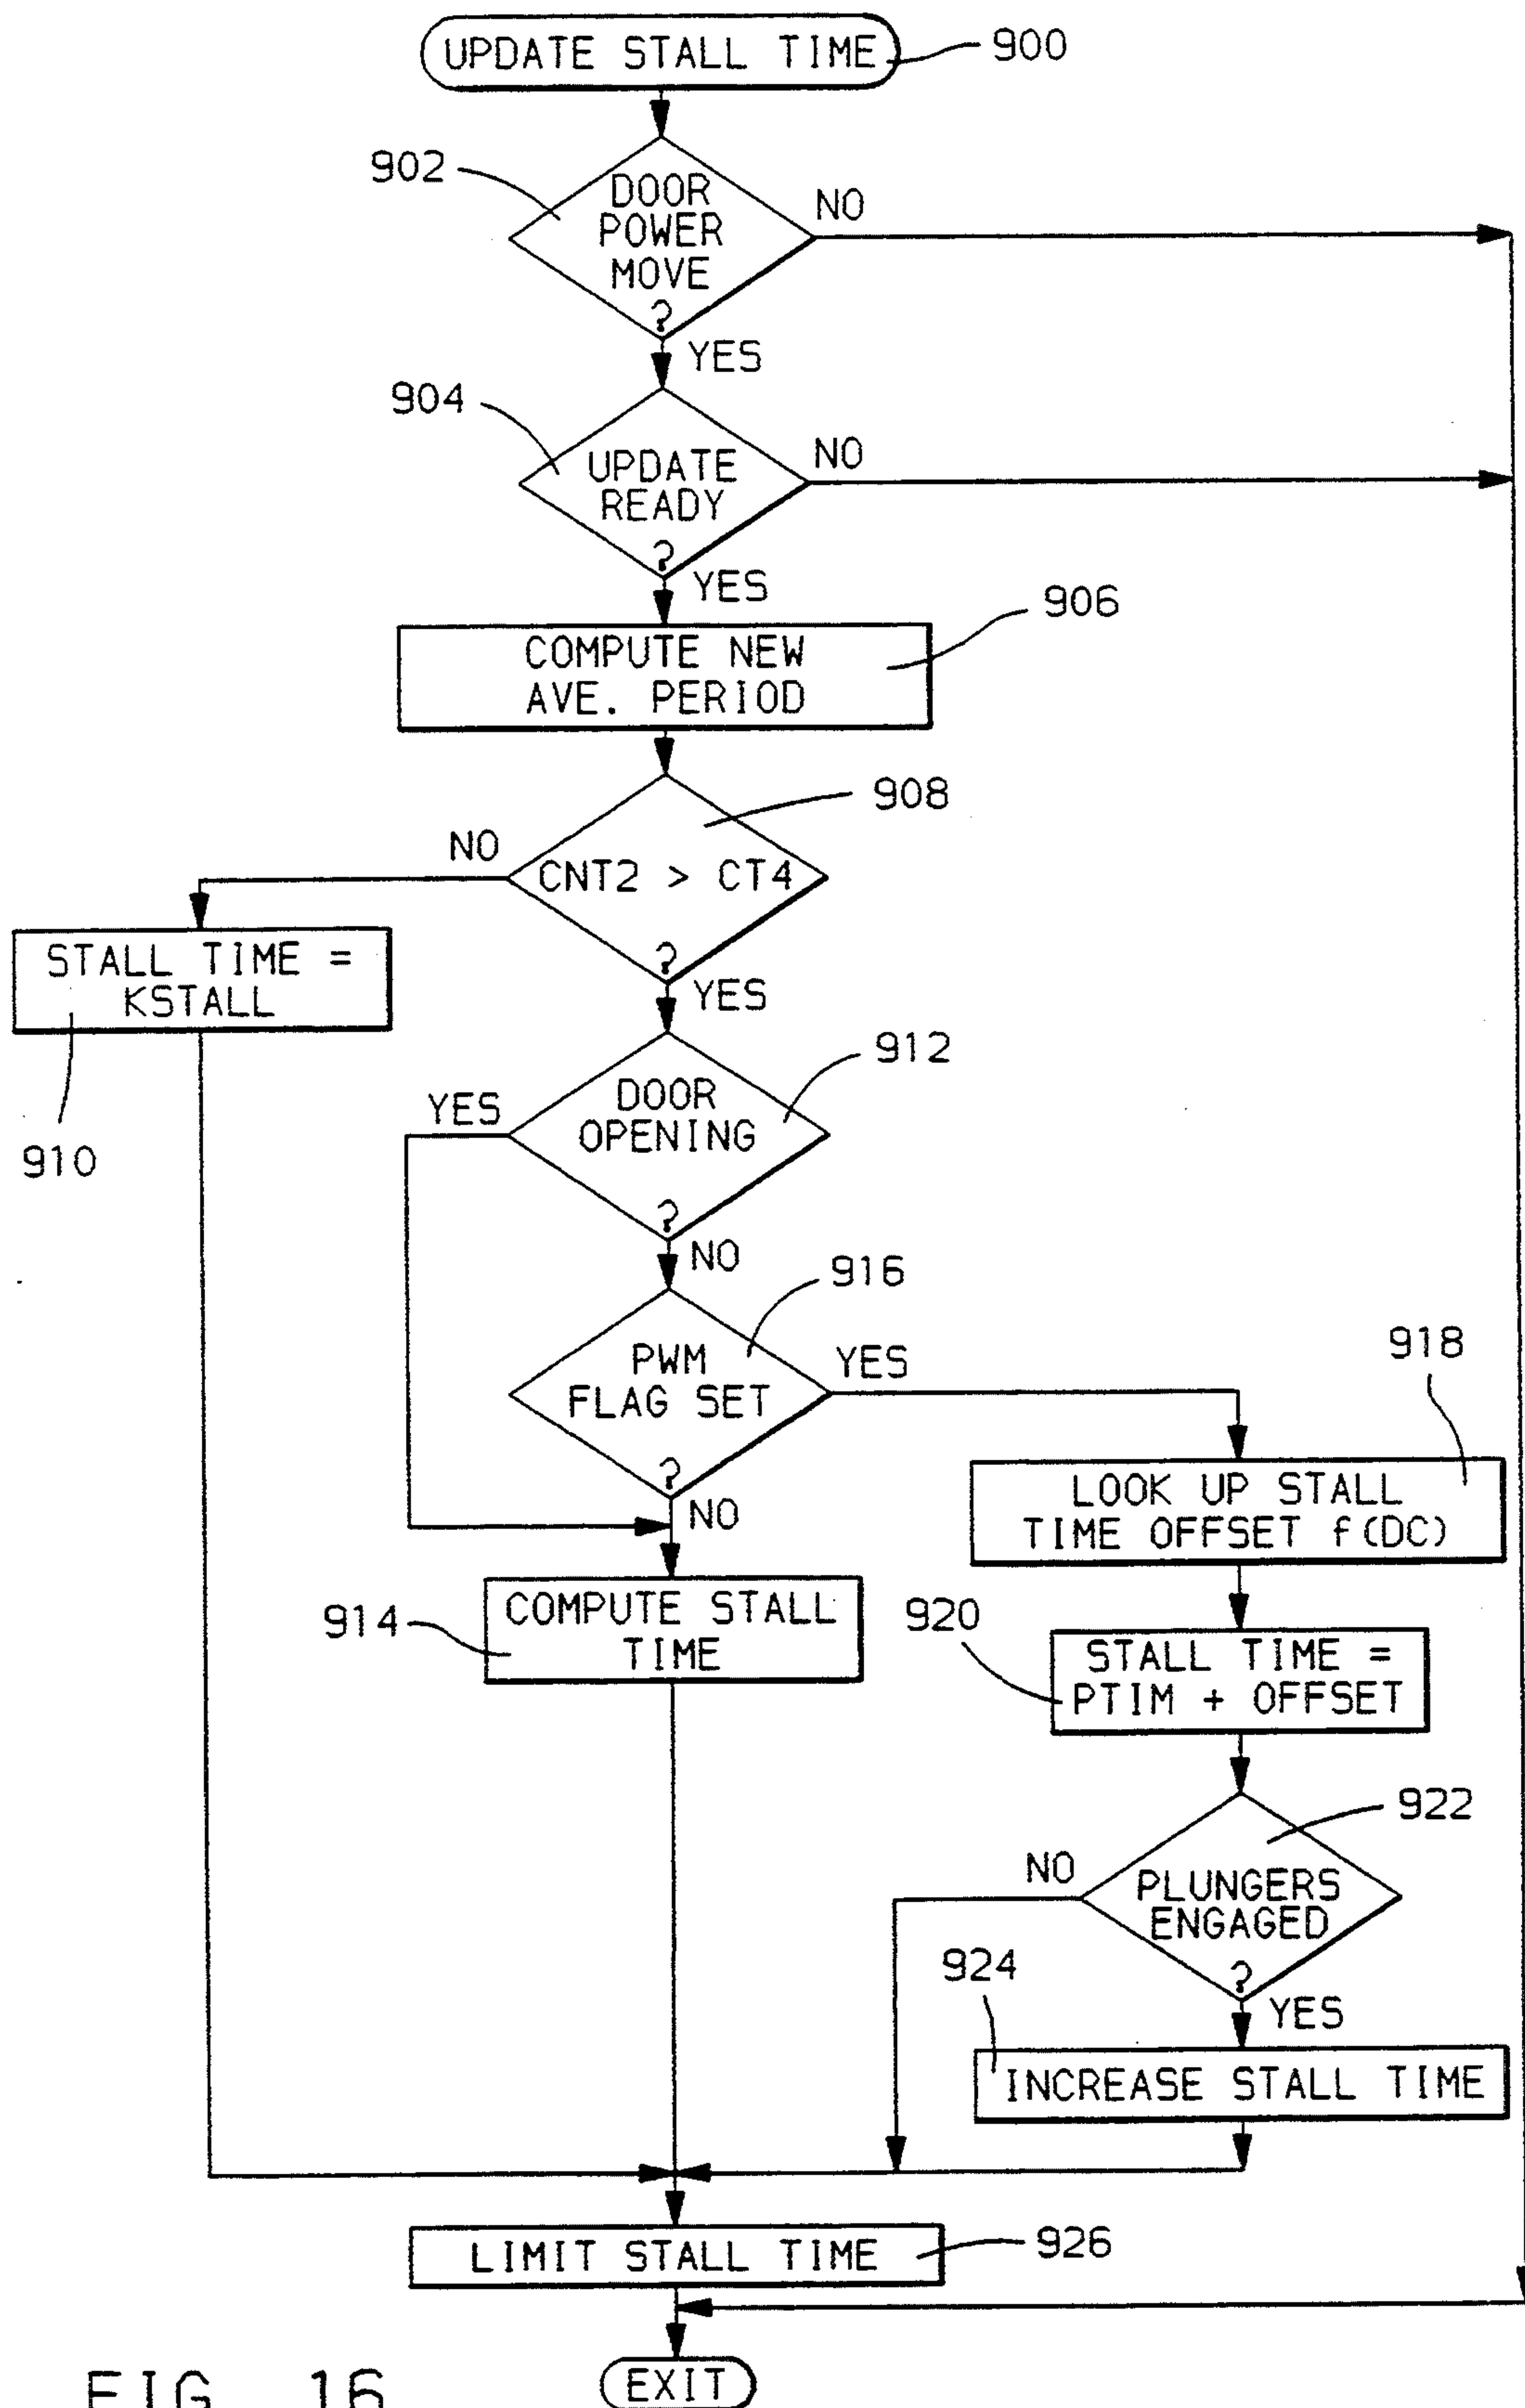 UPDATE STALL TIME
900
902
DOOR
POWER
MOVE
?
NO
YES
904
UPDATE
READY
?
NO
YES
906
COMPUTE NEW
AVE. PERIOD
908
NO
CNT2 > CT4
?
YES
STALL TIME =
KSTALL
910
912
YES
DOOR
OPENING
?
NO
916
PWM
FLAG SET
?
YES
NO
918
LOOK UP STALL
TIME OFFSET f(DC)
914
COMPUTE STALL
TIME
920
STALL TIME =
PTIM + OFFSET
922
NO
PLUNGERS
ENGAGED
?
YES
924
INCREASE STALL TIME
LIMIT STALL TIME
926
EXIT
FIG. 16